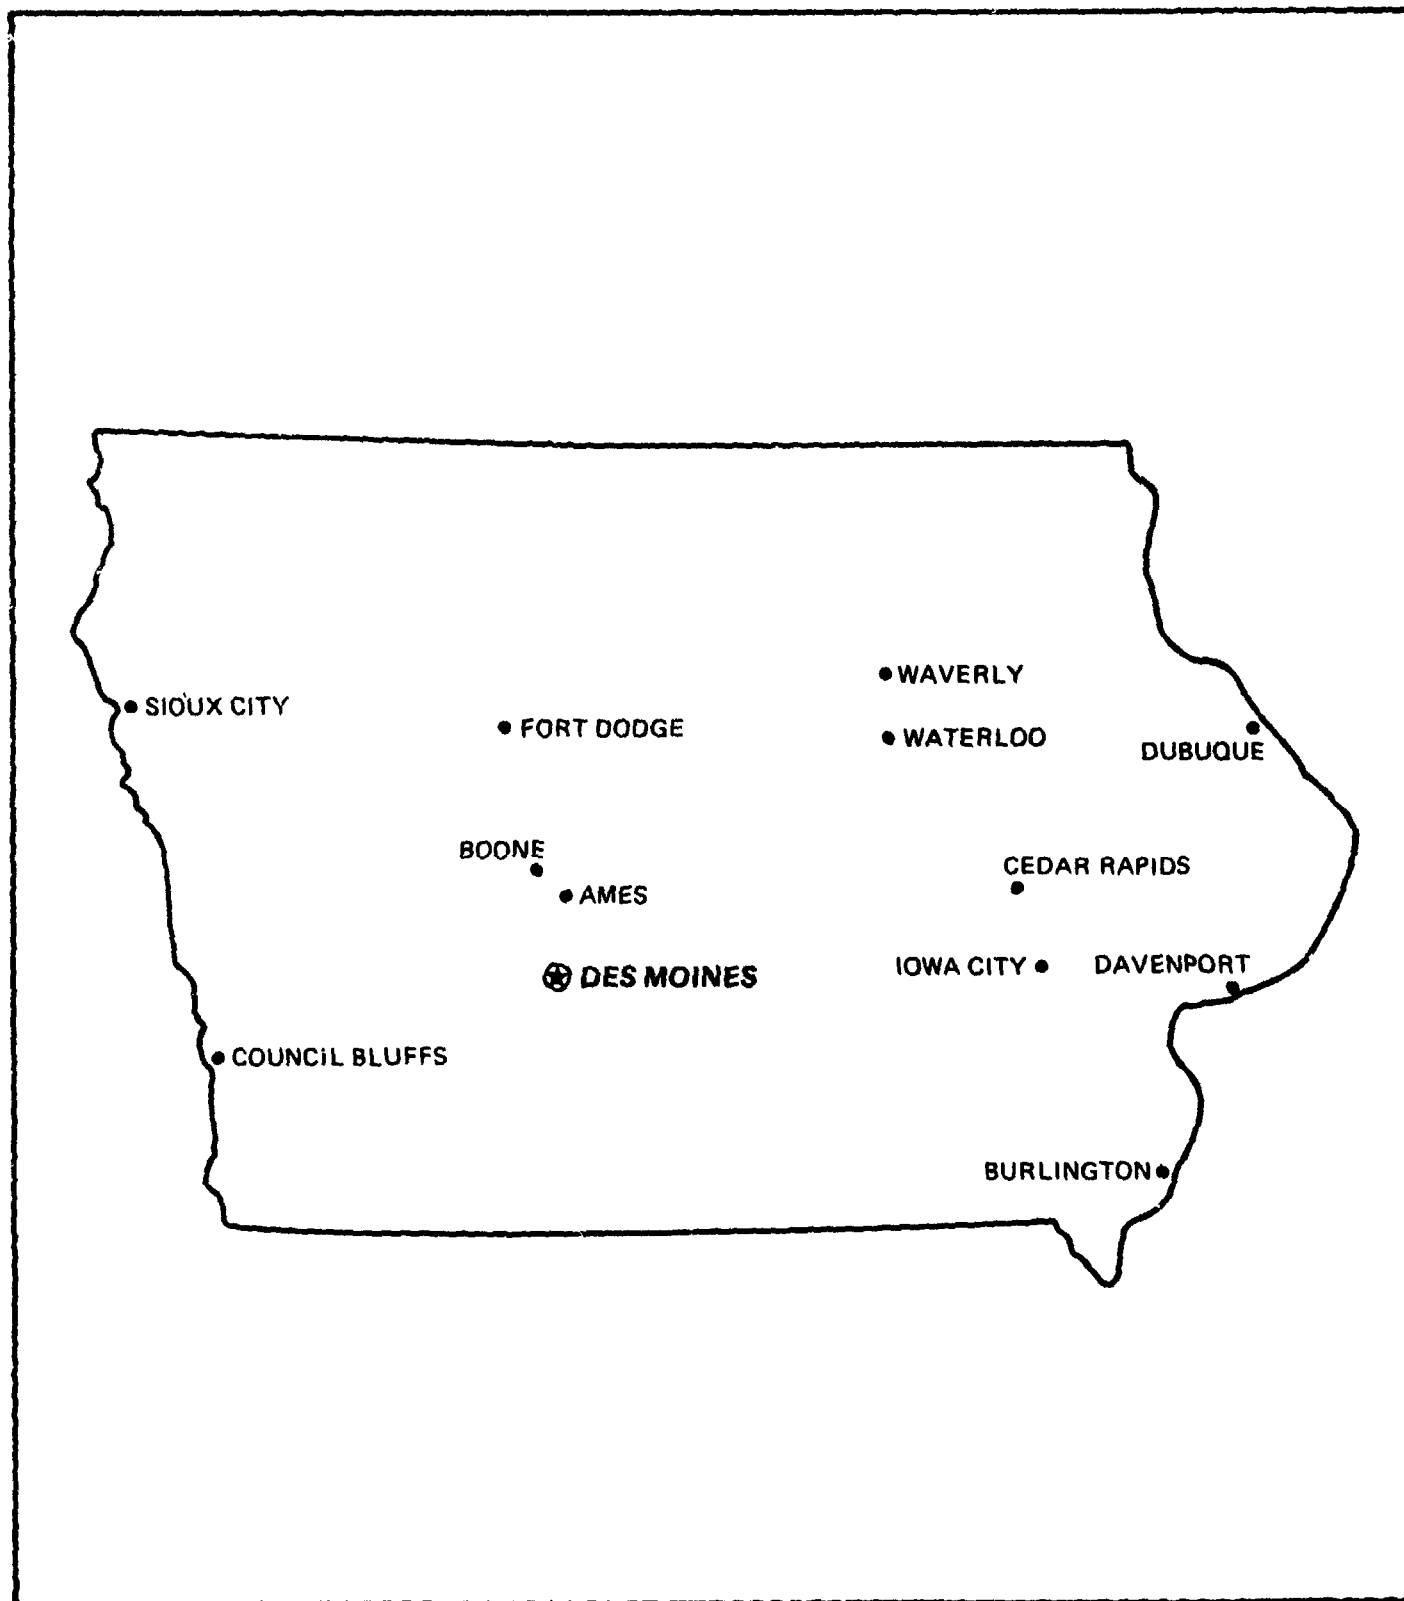 WAVERLY
SIOUX CITY
FORT DODGE
WATERLOO
DUBUQUE
BOONE
CEDAR RAPIDS
AMES
IOWA CITY
DAVENPORT
DES MOINES
COUNCIL BLUFFS
BURLINGTON